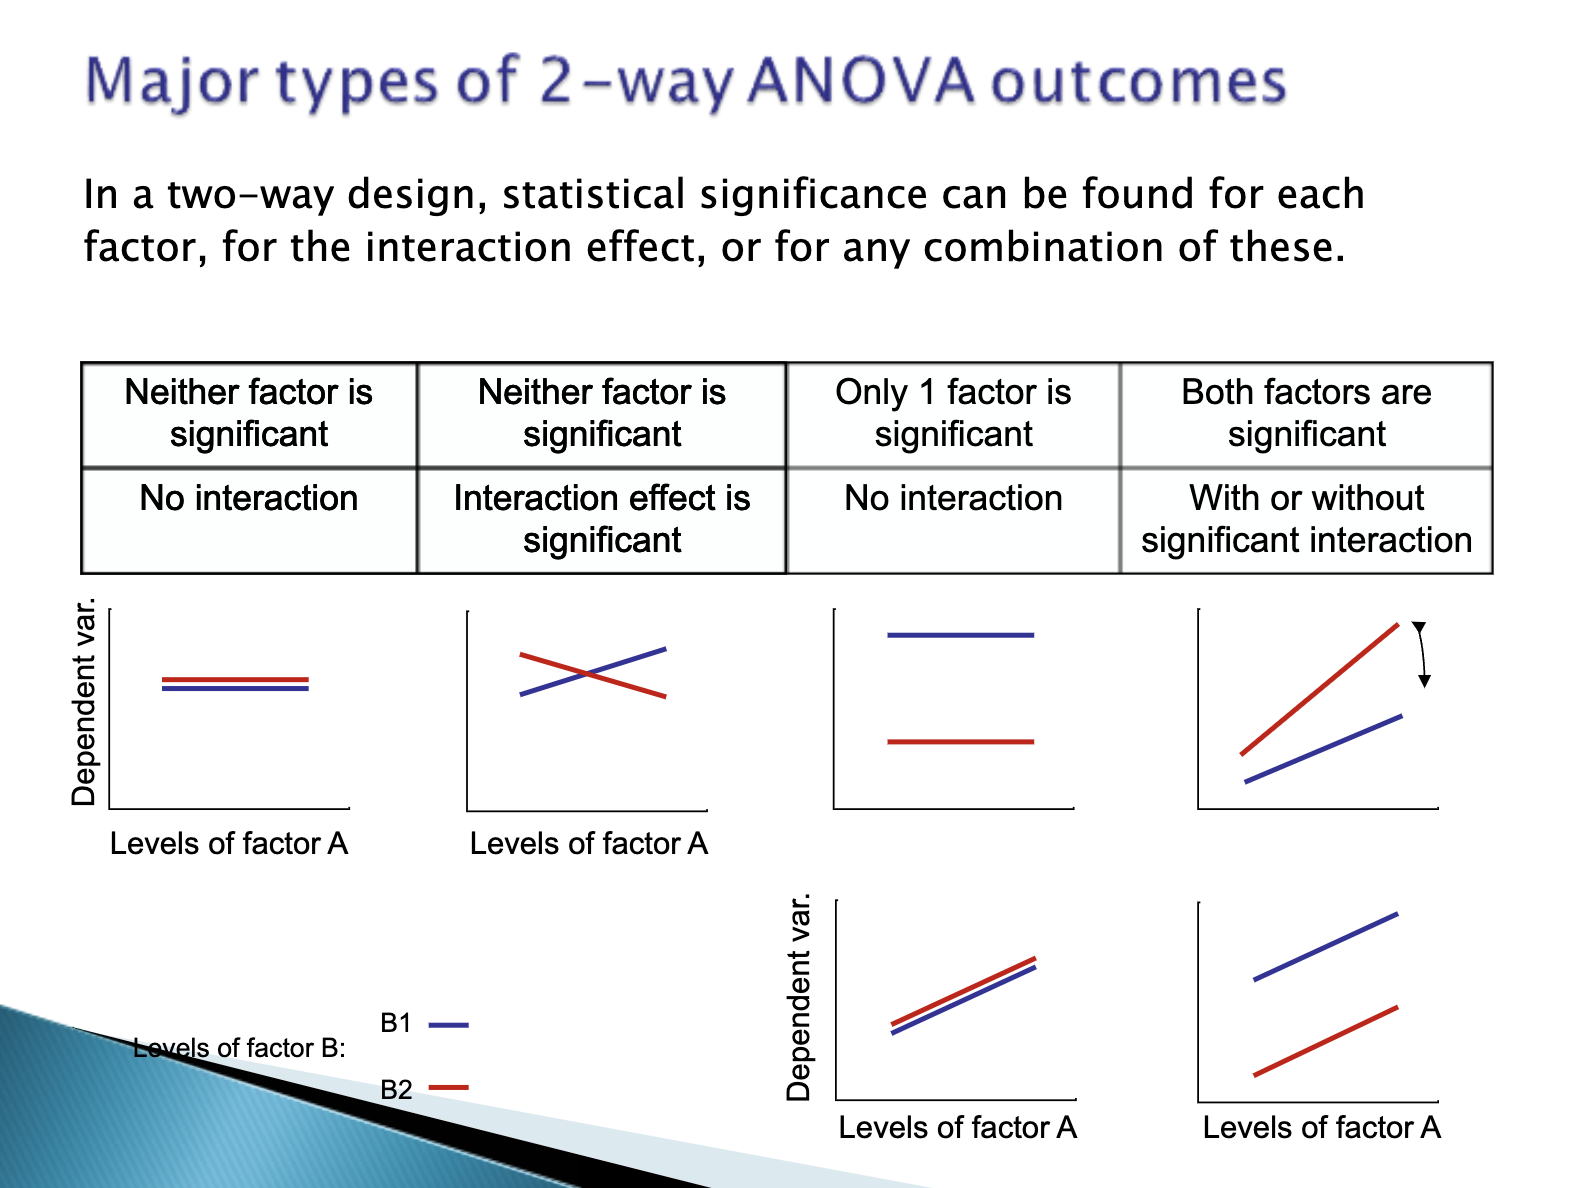 Major types of 2-way ANOVA outcomes
In a two-way design, statistical significance can be found for each
factor, for the interaction effect, or for any combination of these.
Neither factor is
significant
Neither factor is
significant
Only 1 factor is
significant
Both factors are
significant
No interaction
Interaction effect is
significant
No interaction
With or without
significant interaction
Dependent var.
Levels of factor A
Levels of factor A
Dependent var.
Levels of factor A
Levels of factor A
Levels of factor B:
B1
B2